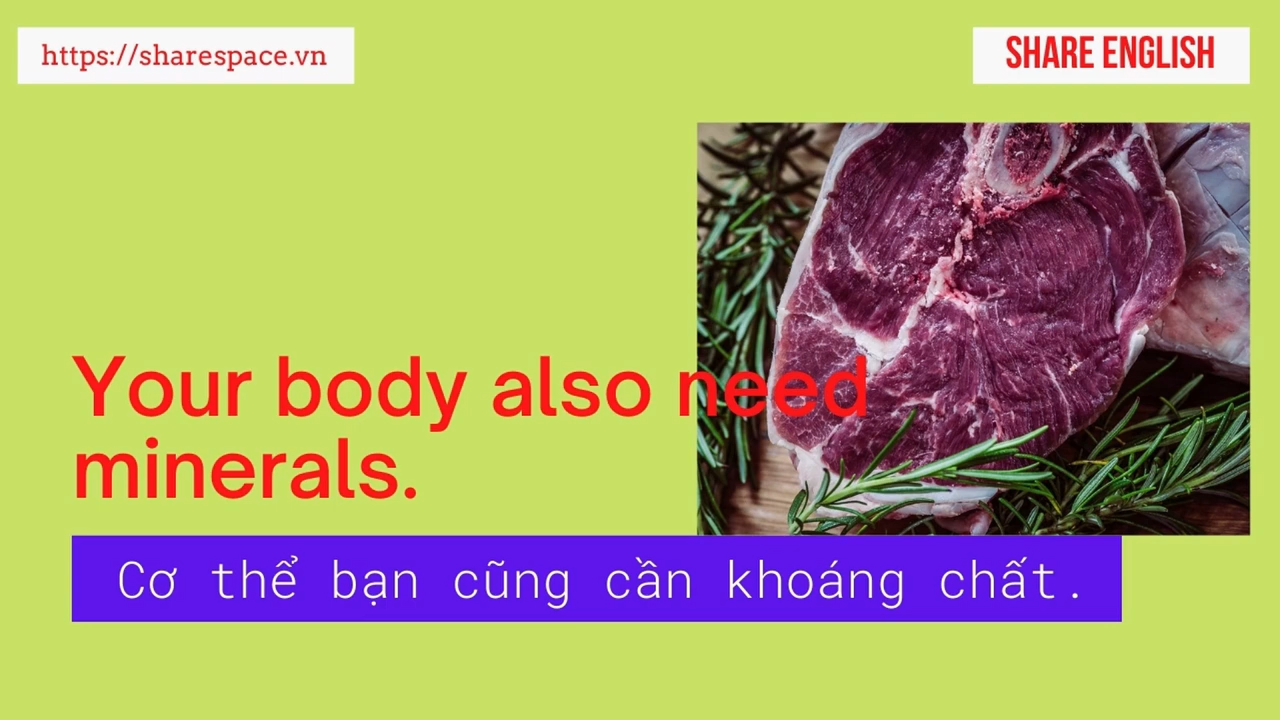 https://sharespace.vn
SHARE ENGLISH
Your body also need
minerals.
Cơ thể bạn cũng cần khoáng chất.